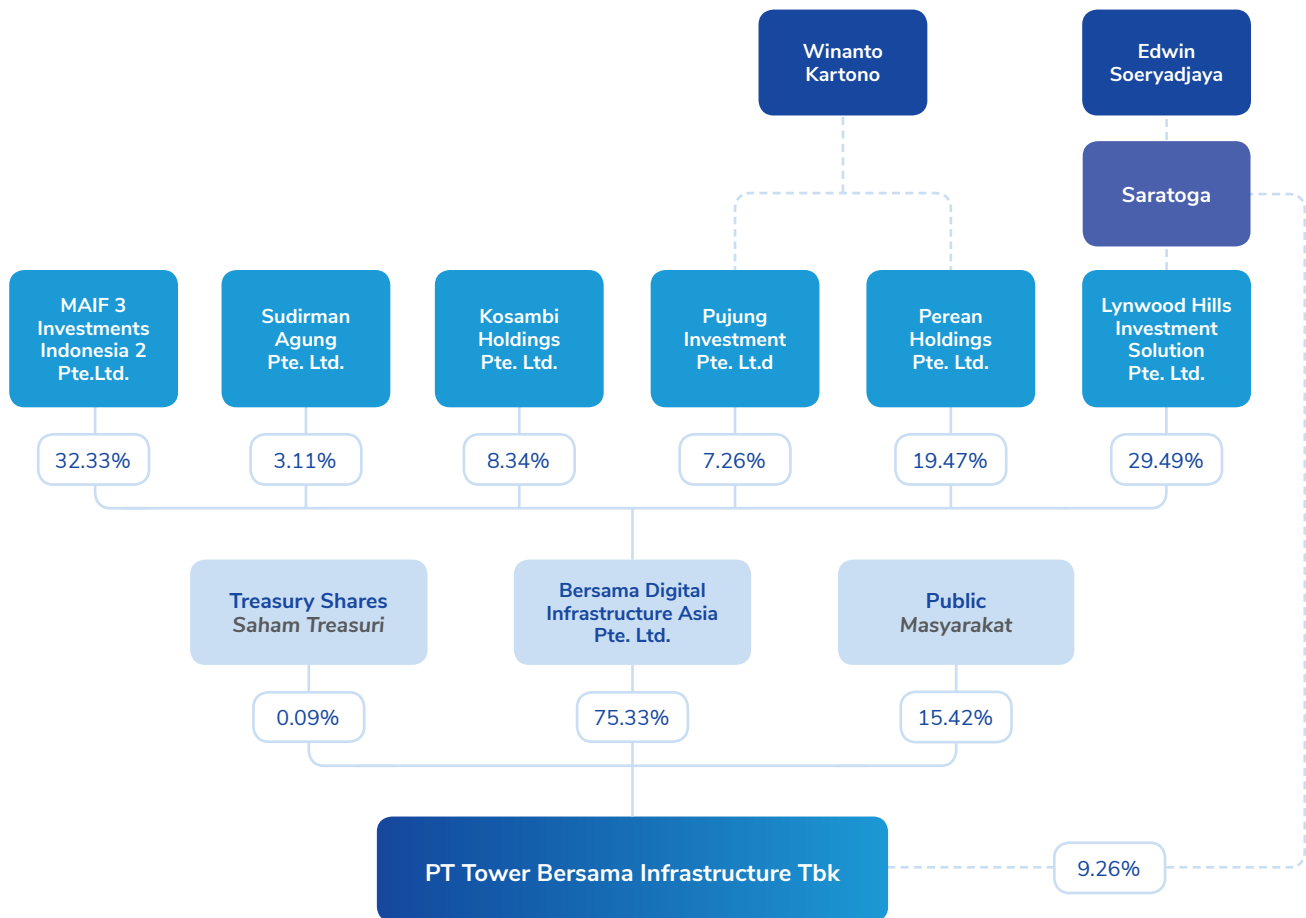 Winanto
Kartono
Edwin
Soeryadjaya
Saratoga
MAIF 3
Investments
Indonesia 2
Pte.Ltd.
Sudirman
Agung
Pte. Ltd.
Kosambi
Holdings
Pte. Ltd.
Pujung
Investment
Pte. Lt.d
Perean
Holdings
Pte. Ltd.
Lynwood Hills
Investment
Solution
Pte. Ltd.
32.33%
3.11%
8.34%
7.26%
19.47%
29.49%
Treasury Shares
Saham Treasuri
Bersama Digital
Infrastructure Asia
Pte. Ltd.
Public
Masyarakat
0.09%
75.33%
15.42%
PT Tower Bersama Infrastructure Tbk
9.26%